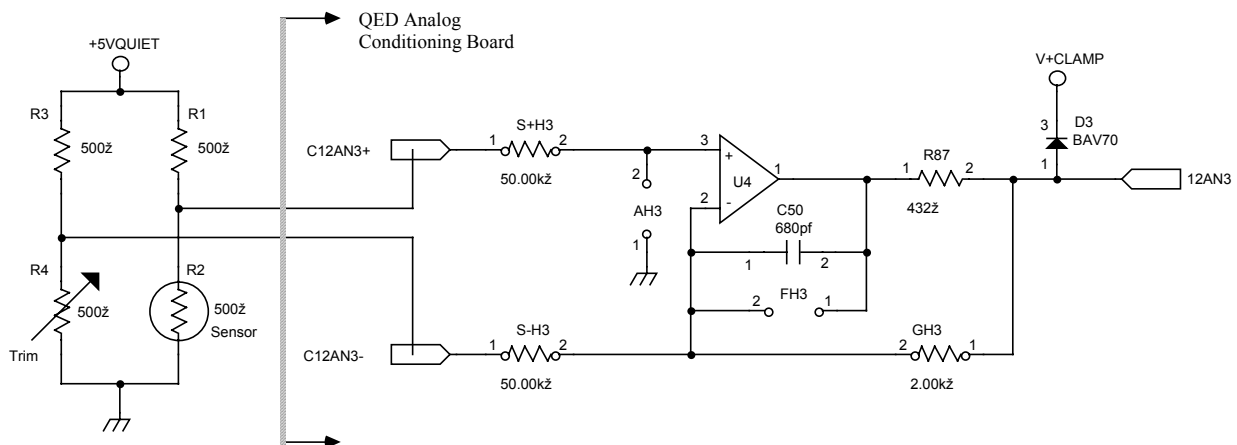 QED Analog
Conditioning Board
+5VQUIET
V+CLAMP
R3
R1
500ž
500ž
C12AN3+
1
S+H3
2
50.00kž
3
+
U4
2
-
1
2
AH3
1
C50
680pf
1
2
2
FH3
1
1
R87
2
432ž
3
D3
BAV70
1
12AN3
R4
500ž
Trim
R2
500ž
Sensor
C12AN3-
1
S-H3
2
50.00kž
2
GH3
1
2.00kž